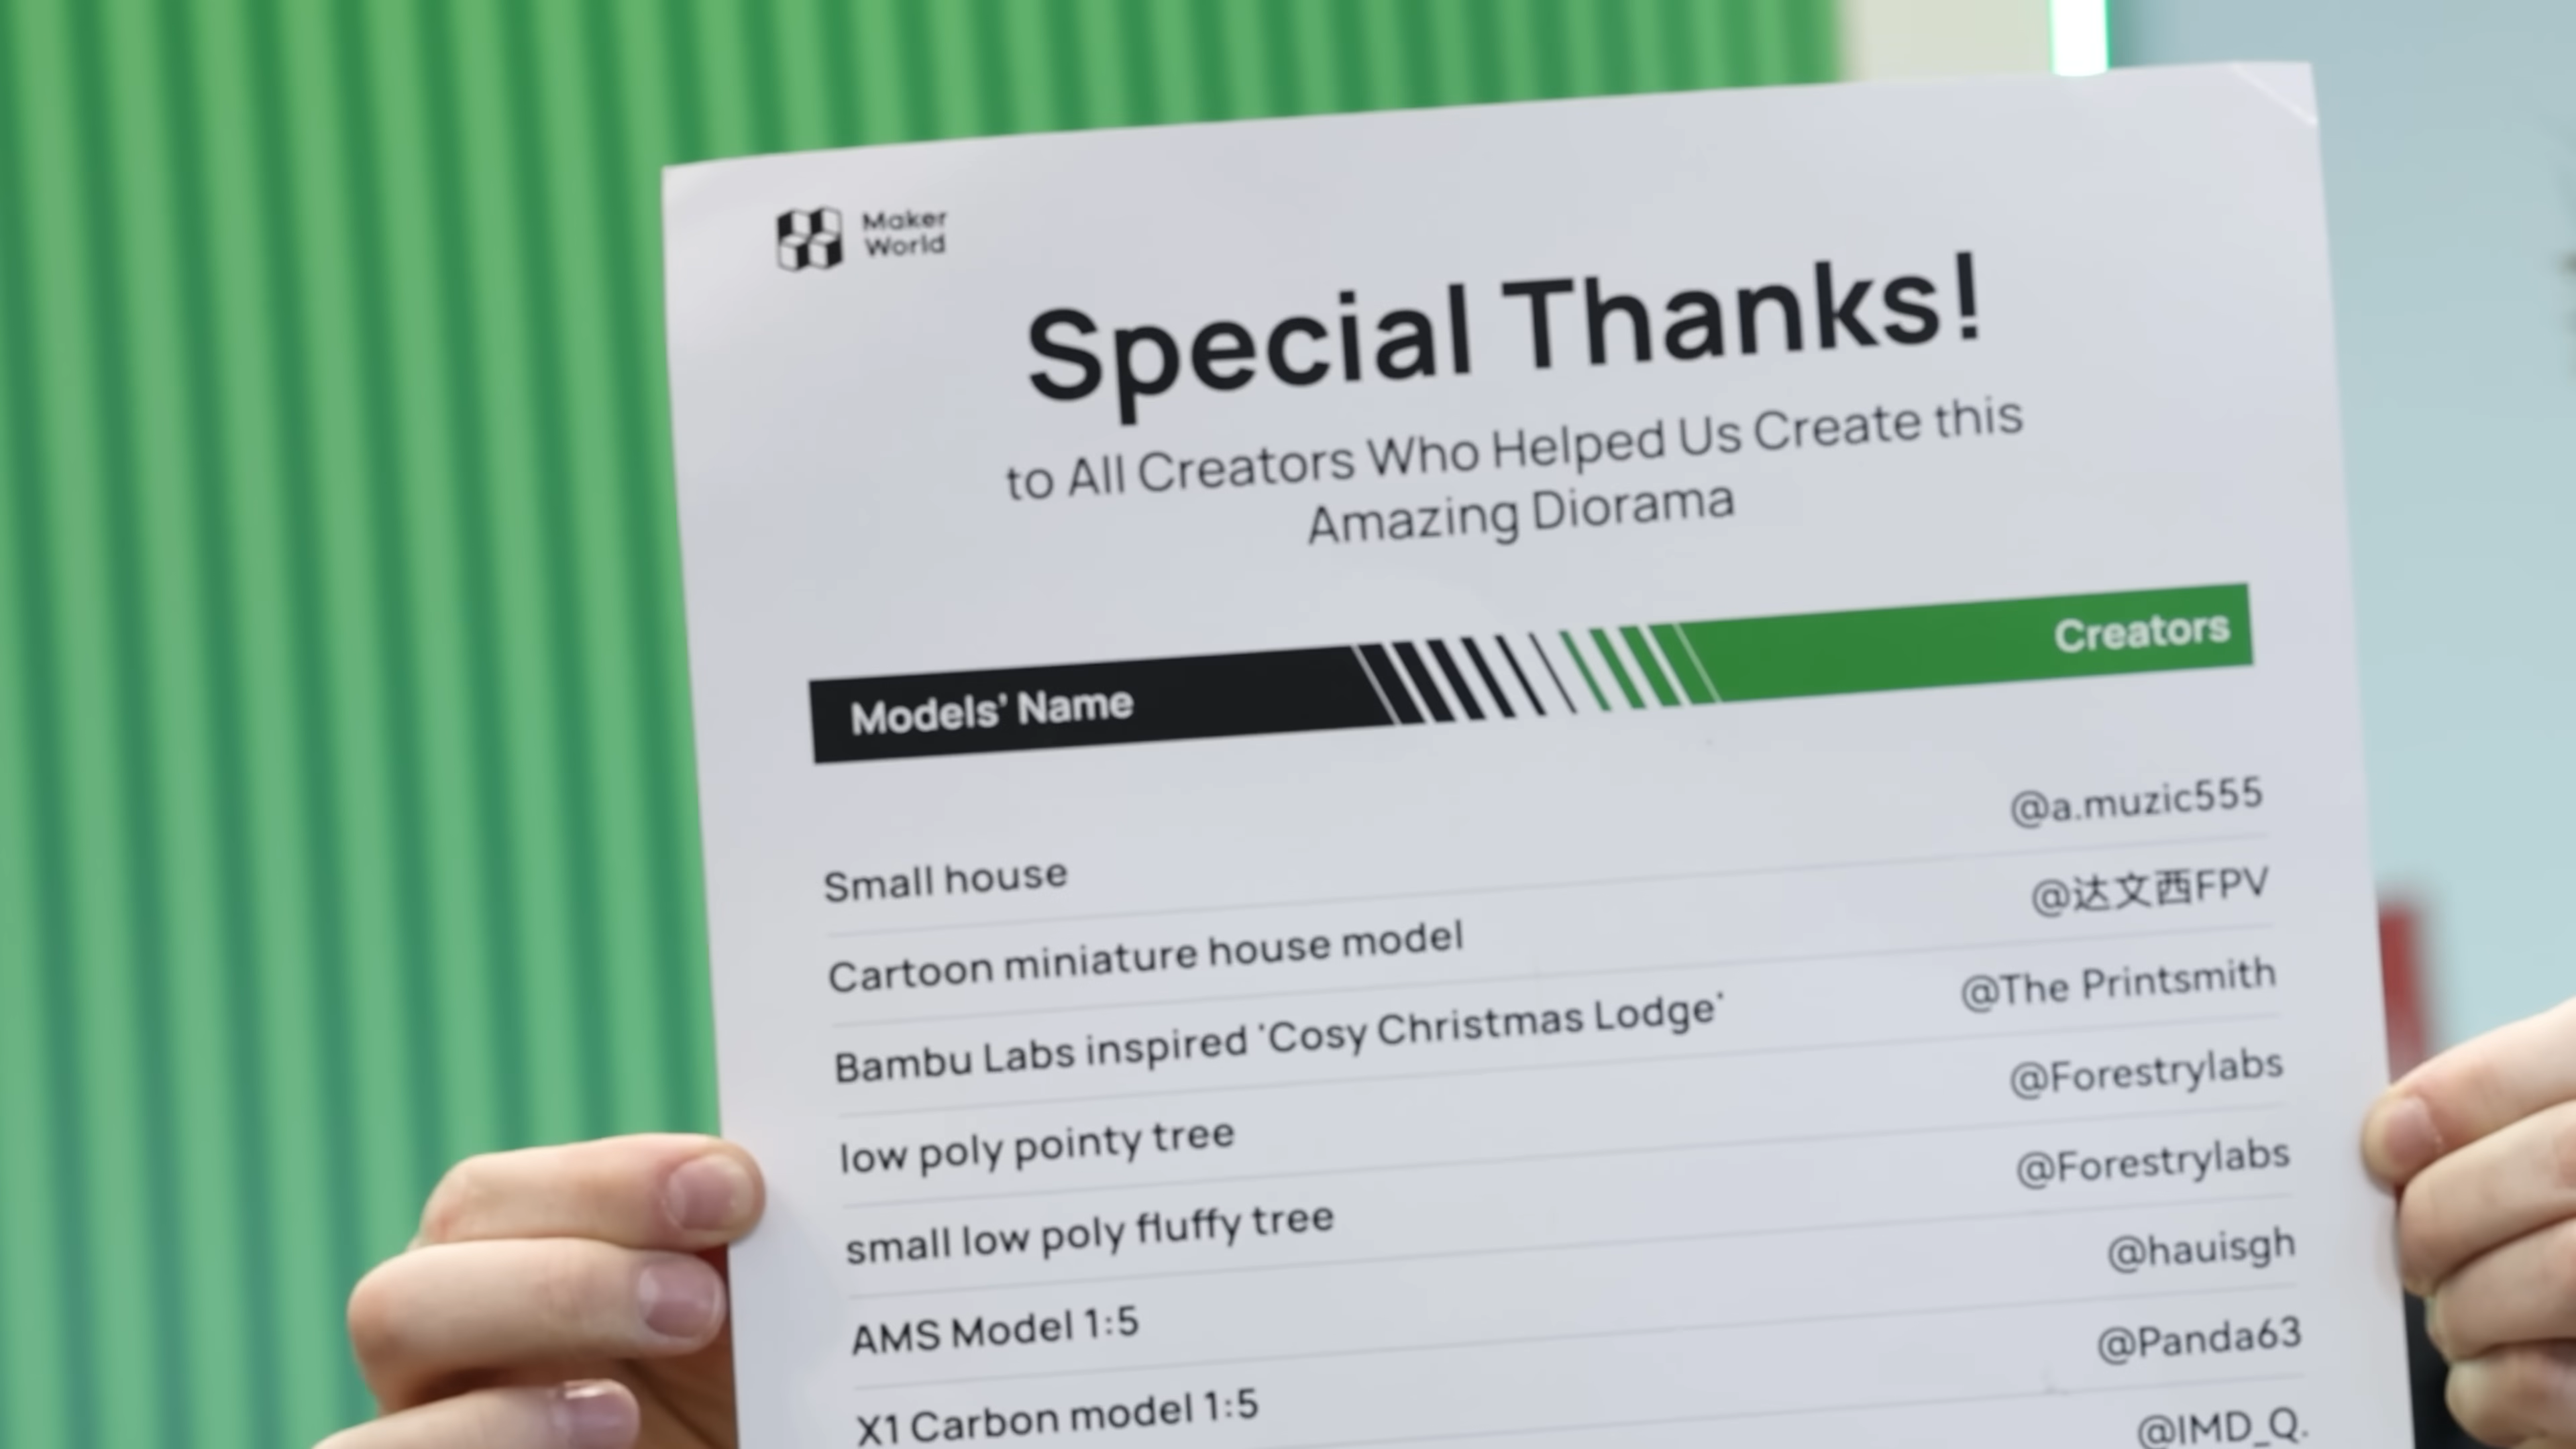 Maker
World
Special Thanks!
to All Creators Who Helped Us Create this
Amazing Diorama
Models' Name Creators
Small house @a.muzic555
Cartoon miniature house model @达文西FPV
Bambu Labs inspired 'Cosy Christmas Lodge' @The Printsmith
low poly pointy tree @Forestrylabs
small low poly fluffy tree @Forestrylabs
AMS Model 1:5 @hauisgh
X1 Carbon model 1:5 @Panda63
@IMD_Q.